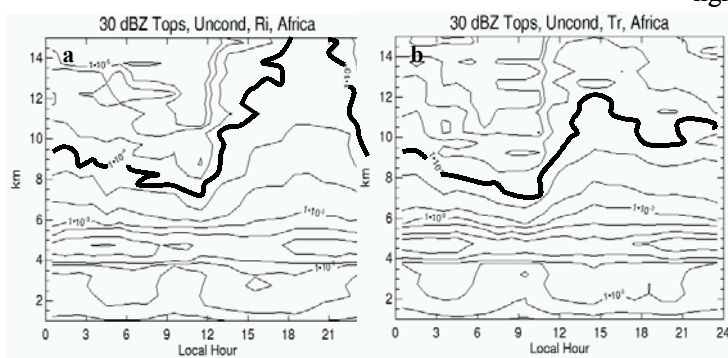 30 dBZ Tops, Uncond, Ri, Africa
a
14
12
10
8
6
4
2
km
0 3 6 9 12 15 18 21
Local Hour
30 dBZ Tops, Uncond, Tr, Africa
b
14
12
10
8
6
4
2
km
0 3 6 9 12 15 18 21 24
Local Hour